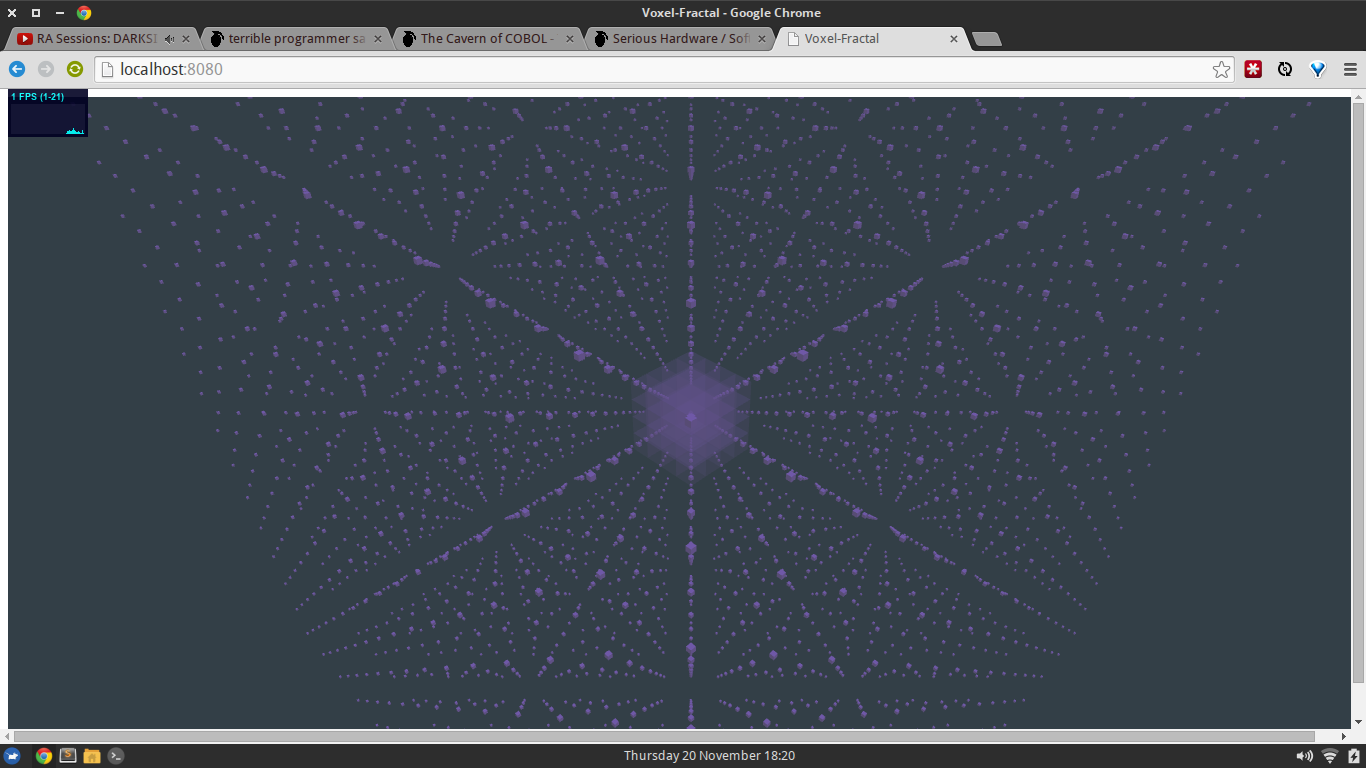 Voxel-Fractal - Google Chrome
RA Sessions: DARKSI
terrible programmer sa
The Cavern of COBOL -
Serious Hardware / Soft
Voxel-Fractal
localhost:8080
1 FPS (1-21)
Thursday 20 November 18:20